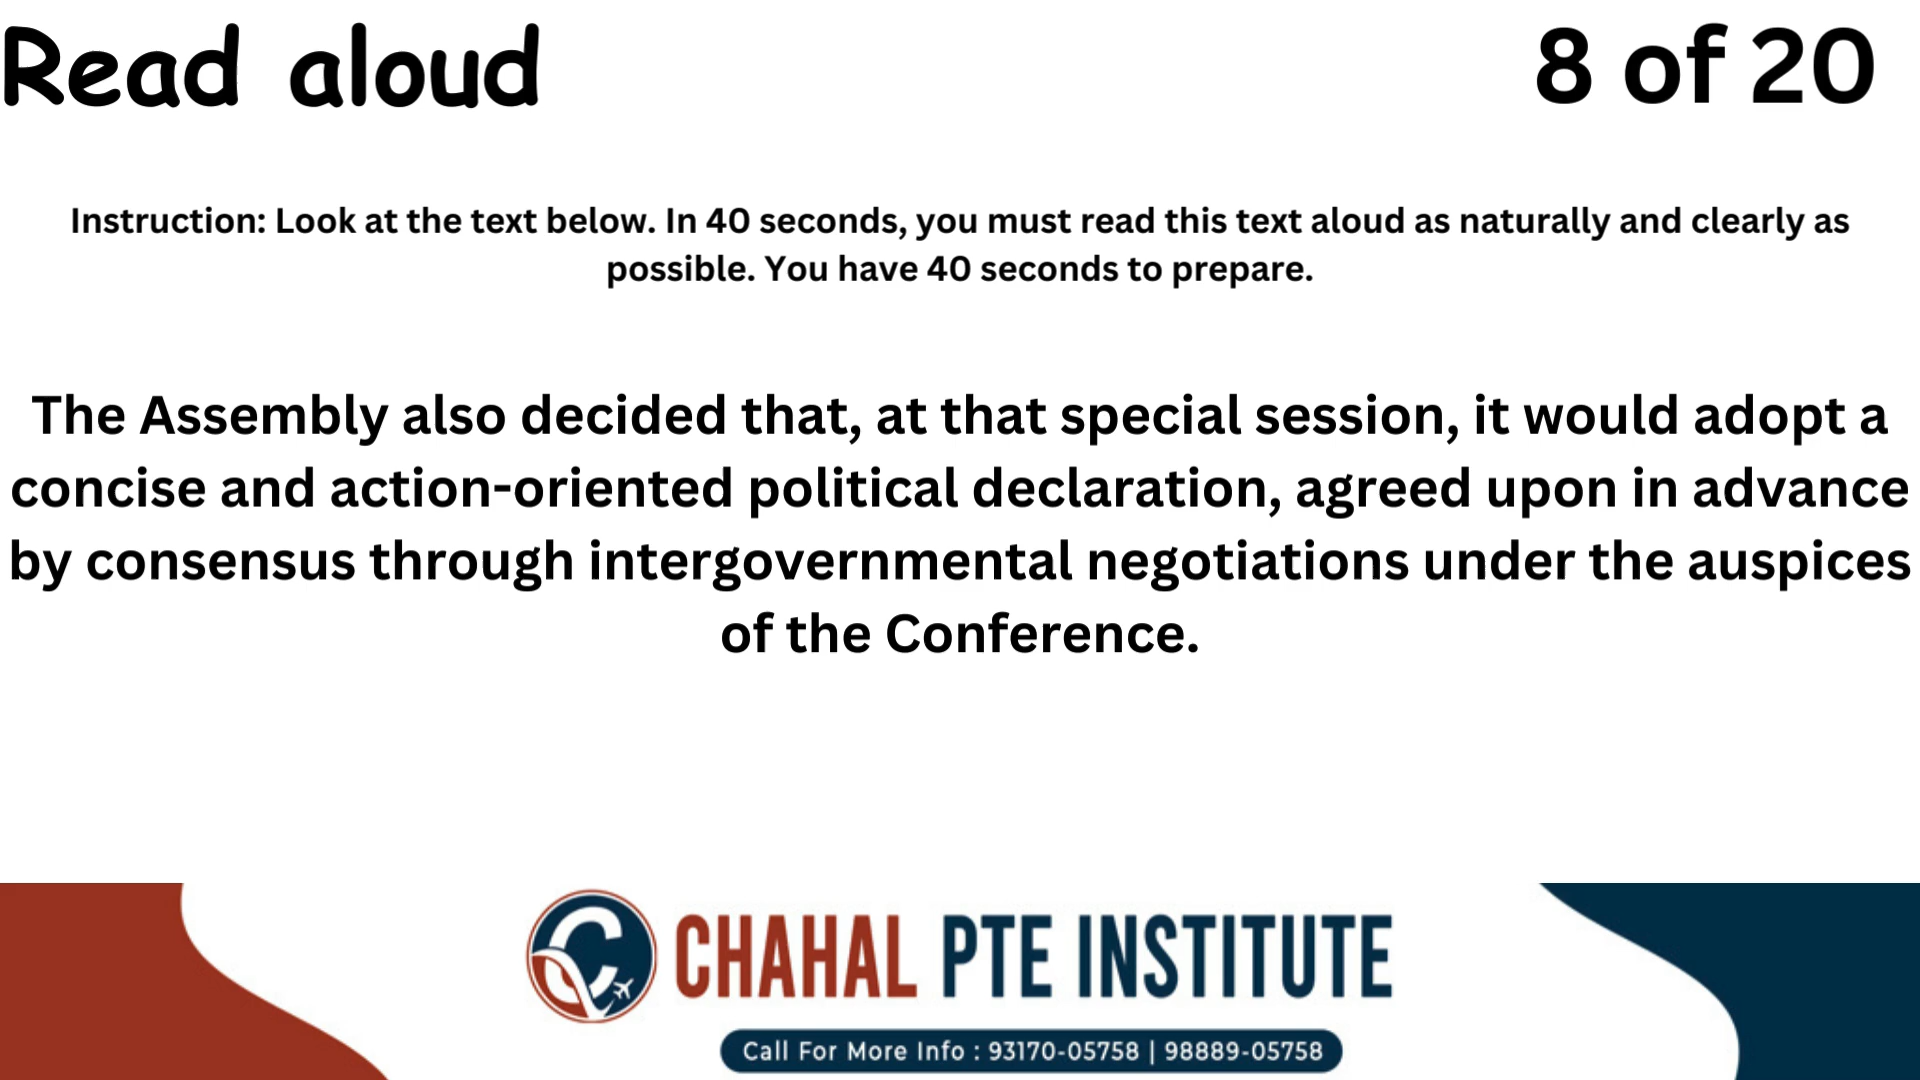 Read aloud
8 of 20
Instruction: Look at the text below. In 40 seconds, you must read this text aloud as naturally and clearly as
possible. You have 40 seconds to prepare.
The Assembly also decided that, at that special session, it would adopt a
concise and action-oriented political declaration, agreed upon in advance
by consensus through intergovernmental negotiations under the auspices
of the Conference.
CHAHAL PTE INSTITUTE
Call For More Info : 93170-05758 | 98889-05758